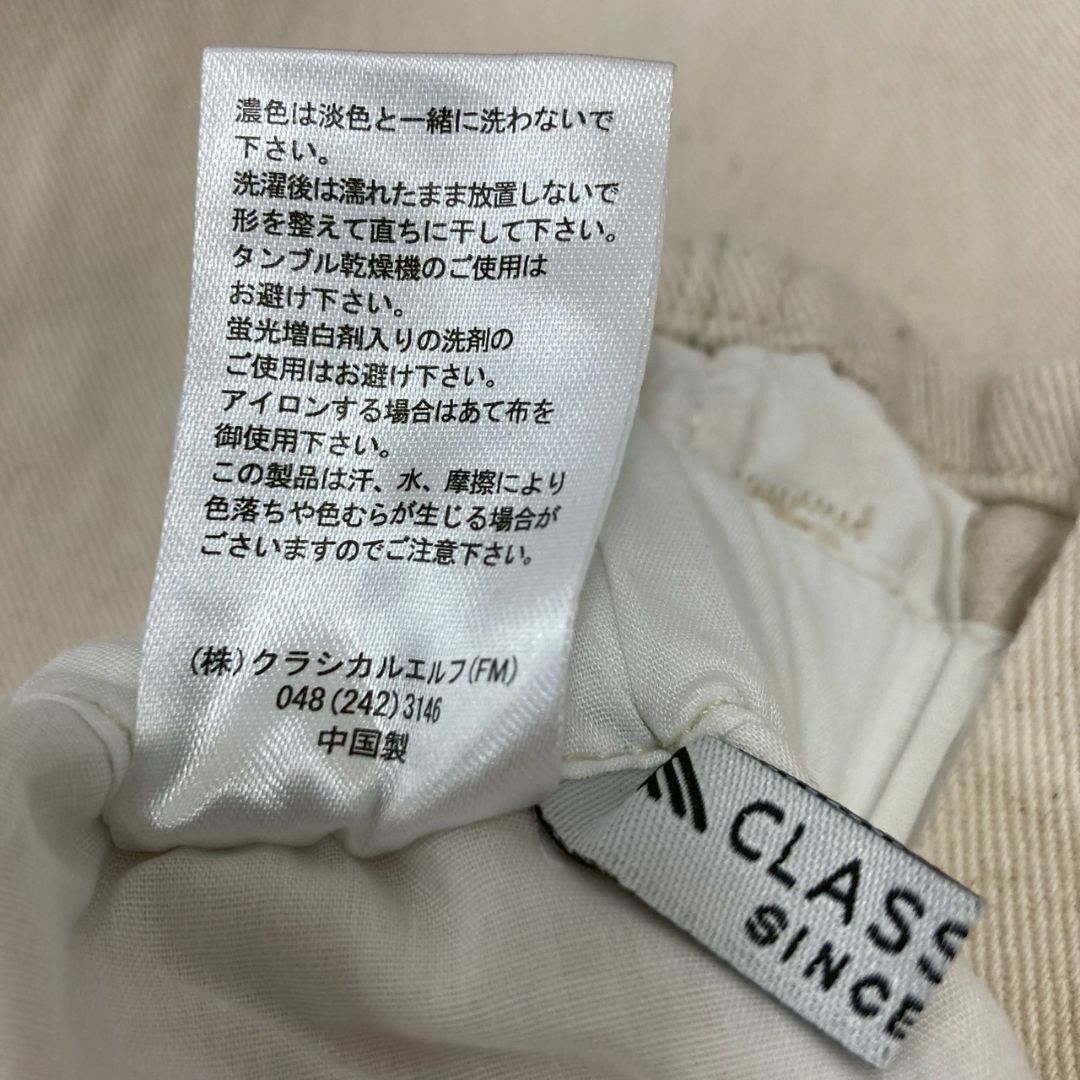 濃色は淡色と一緒に洗わないで
下さい。
洗濯後は濡れたまま放置しないで
形を整えて直ちに干して下さい。
タンブル乾燥機のご使用は
お避け下さい。
蛍光増白剤入りの洗剤の
ご使用はお避け下さい。
アイロンする場合はあて布を
御使用下さい。
この製品は汗、水、摩擦により
色落ちや色むらが生じる場合が
ございますのでご注意下さい。
(株)クラシカルエルフ(FM)
048(242)3146
中国製
CLASS
SINCE